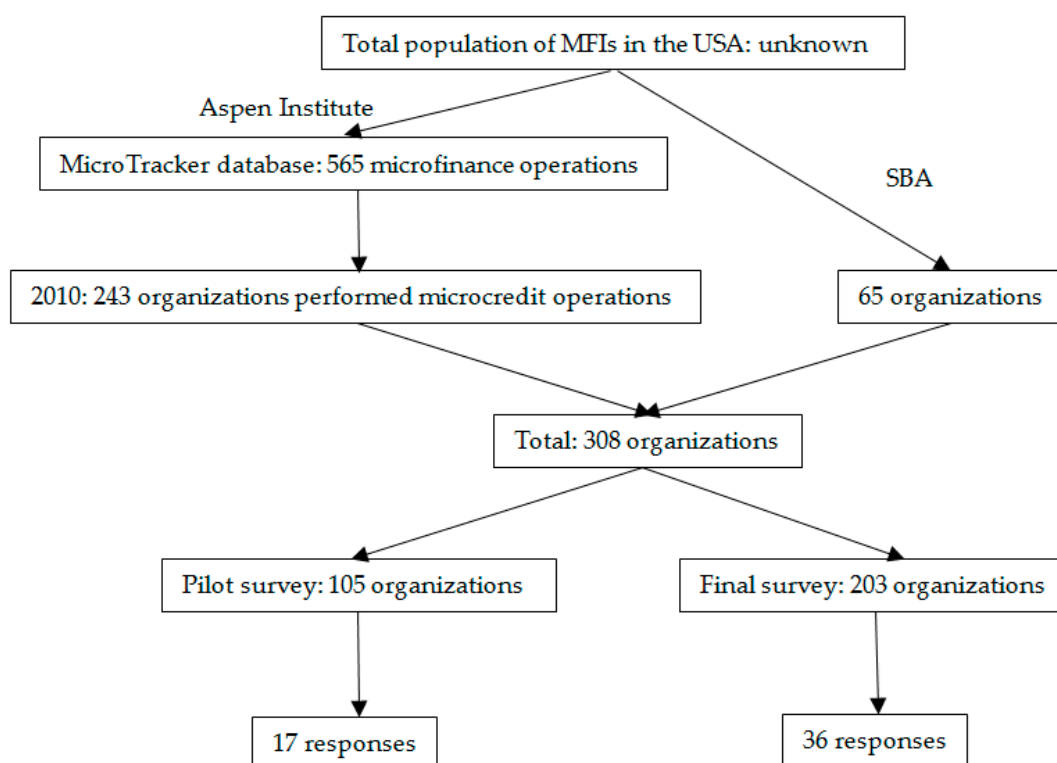 Total population of MFIs in the USA: unknown
Aspen Institute
MicroTracker database: 565 microfinance operations
SBA
2010: 243 organizations performed microcredit operations
65 organizations
Total: 308 organizations
Pilot survey: 105 organizations
Final survey: 203 organizations
17 responses
36 responses